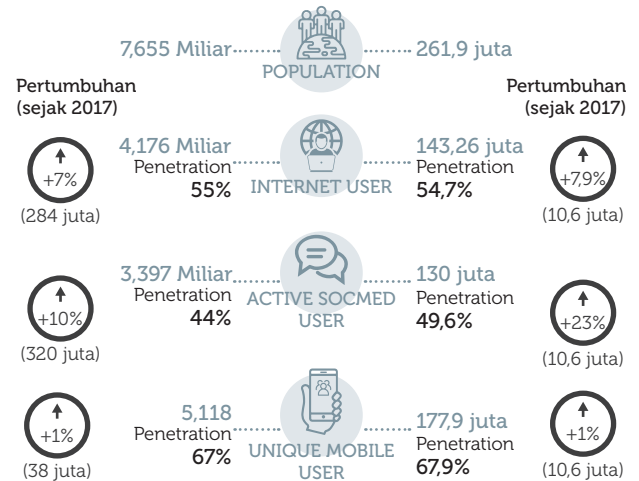 7,655 Miliar
POPULATION
261,9 juta
Pertumbuhan
(sejak 2017)
Pertumbuhan
(sejak 2017)
+7%
(284 juta)
4,176 Miliar
Penetration
55%
INTERNET USER
143,26 juta
Penetration
54,7%
+7,9%
(10,6 juta)
+10%
(320 juta)
3,397 Miliar
Penetration
44%
ACTIVE SOCMED
USER
130 juta
Penetration
49,6%
+23%
(10,6 juta)
+1%
(38 juta)
5,118
Penetration
67%
UNIQUE MOBILE
USER
177,9 juta
Penetration
67,9%
+1%
(10,6 juta)